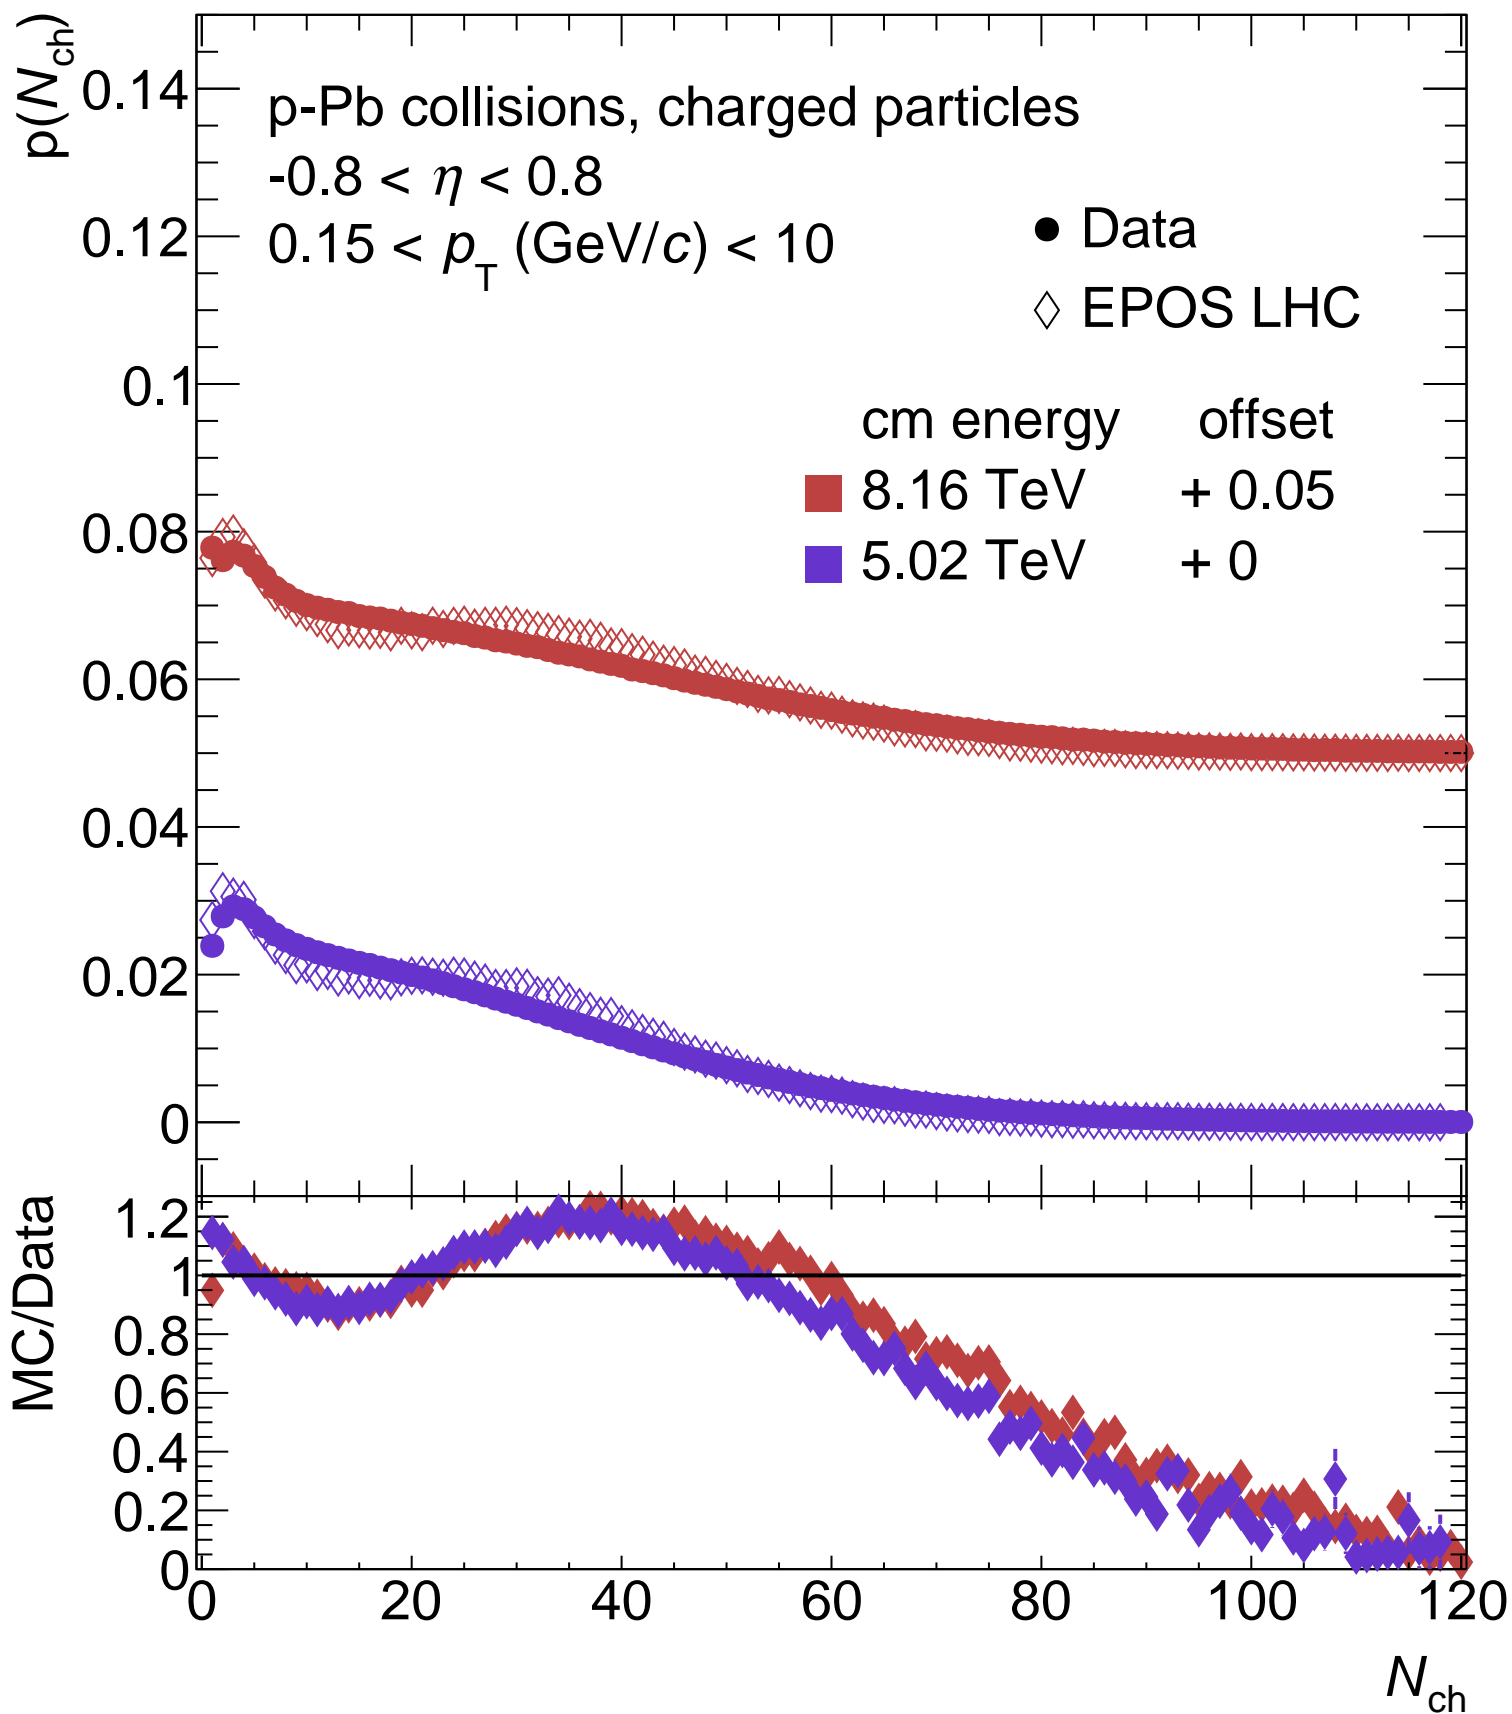 p(N_ch)
0.14
0.12
0.1
0.08
0.06
0.04
0.02
0
p-Pb collisions, charged particles
-0.8 < η < 0.8
0.15 < p_T (GeV/c) < 10
Data
EPOS LHC
cm energy offset
8.16 TeV + 0.05
5.02 TeV + 0
MC/Data
1.2
1
0.8
0.6
0.4
0.2
0
0 20 40 60 80 100 120
N_ch